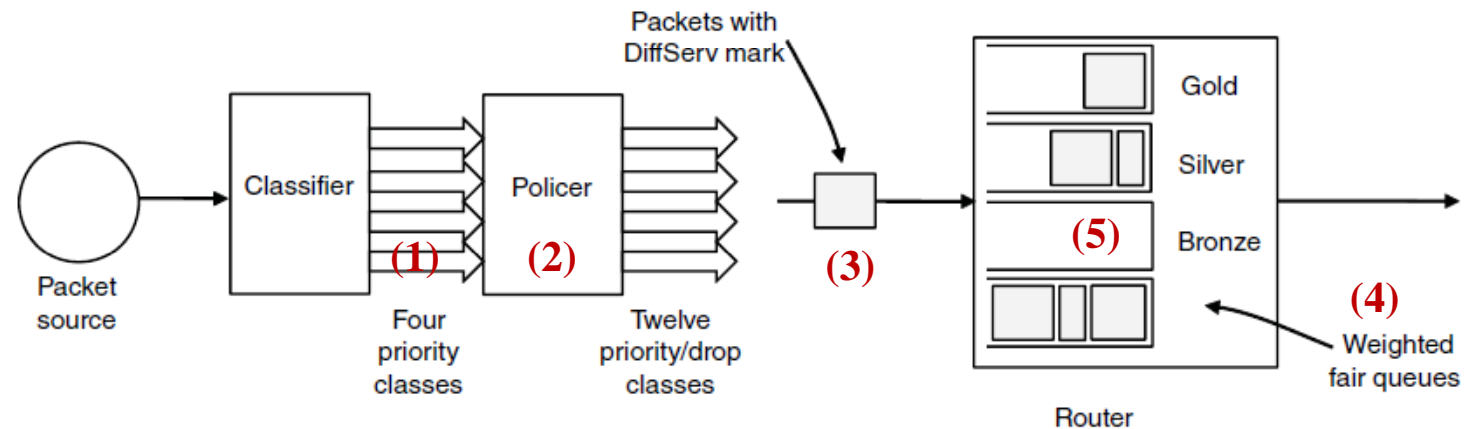 Packets with
DiffServ mark
Gold
Silver
Bronze
Classifier
Policer
(1)
(2)
(3)
(5)
(4)
Packet
source
Four
priority
classes
Twelve
priority/drop
classes
Weighted
fair queues
Router